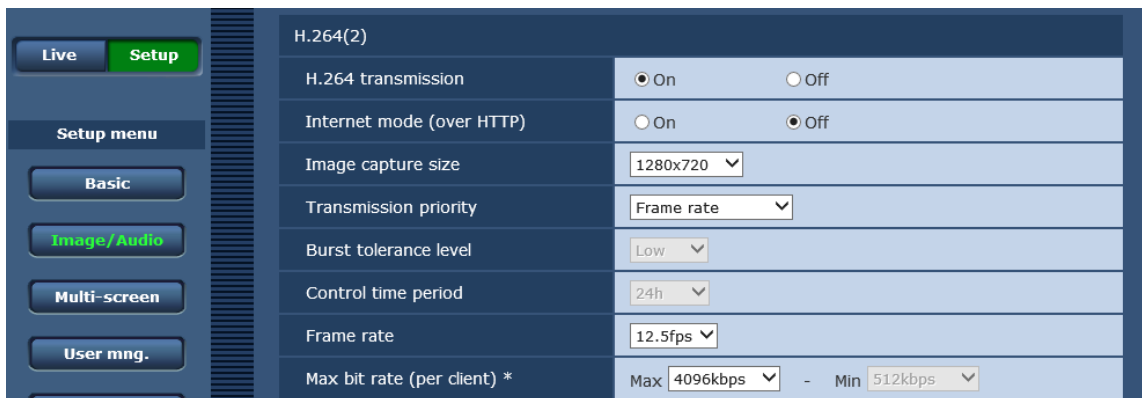 Live Setup
Setup menu
Basic
Image/Audio
Multi-screen
User mng.
H.264(2)
H.264 transmission On Off
Internet mode (over HTTP) On Off
Image capture size 1280x720
Transmission priority Frame rate
Burst tolerance level Low
Control time period 24h
Frame rate 12.5fps
Max bit rate (per client) * Max 4096kbps - Min 512kbps